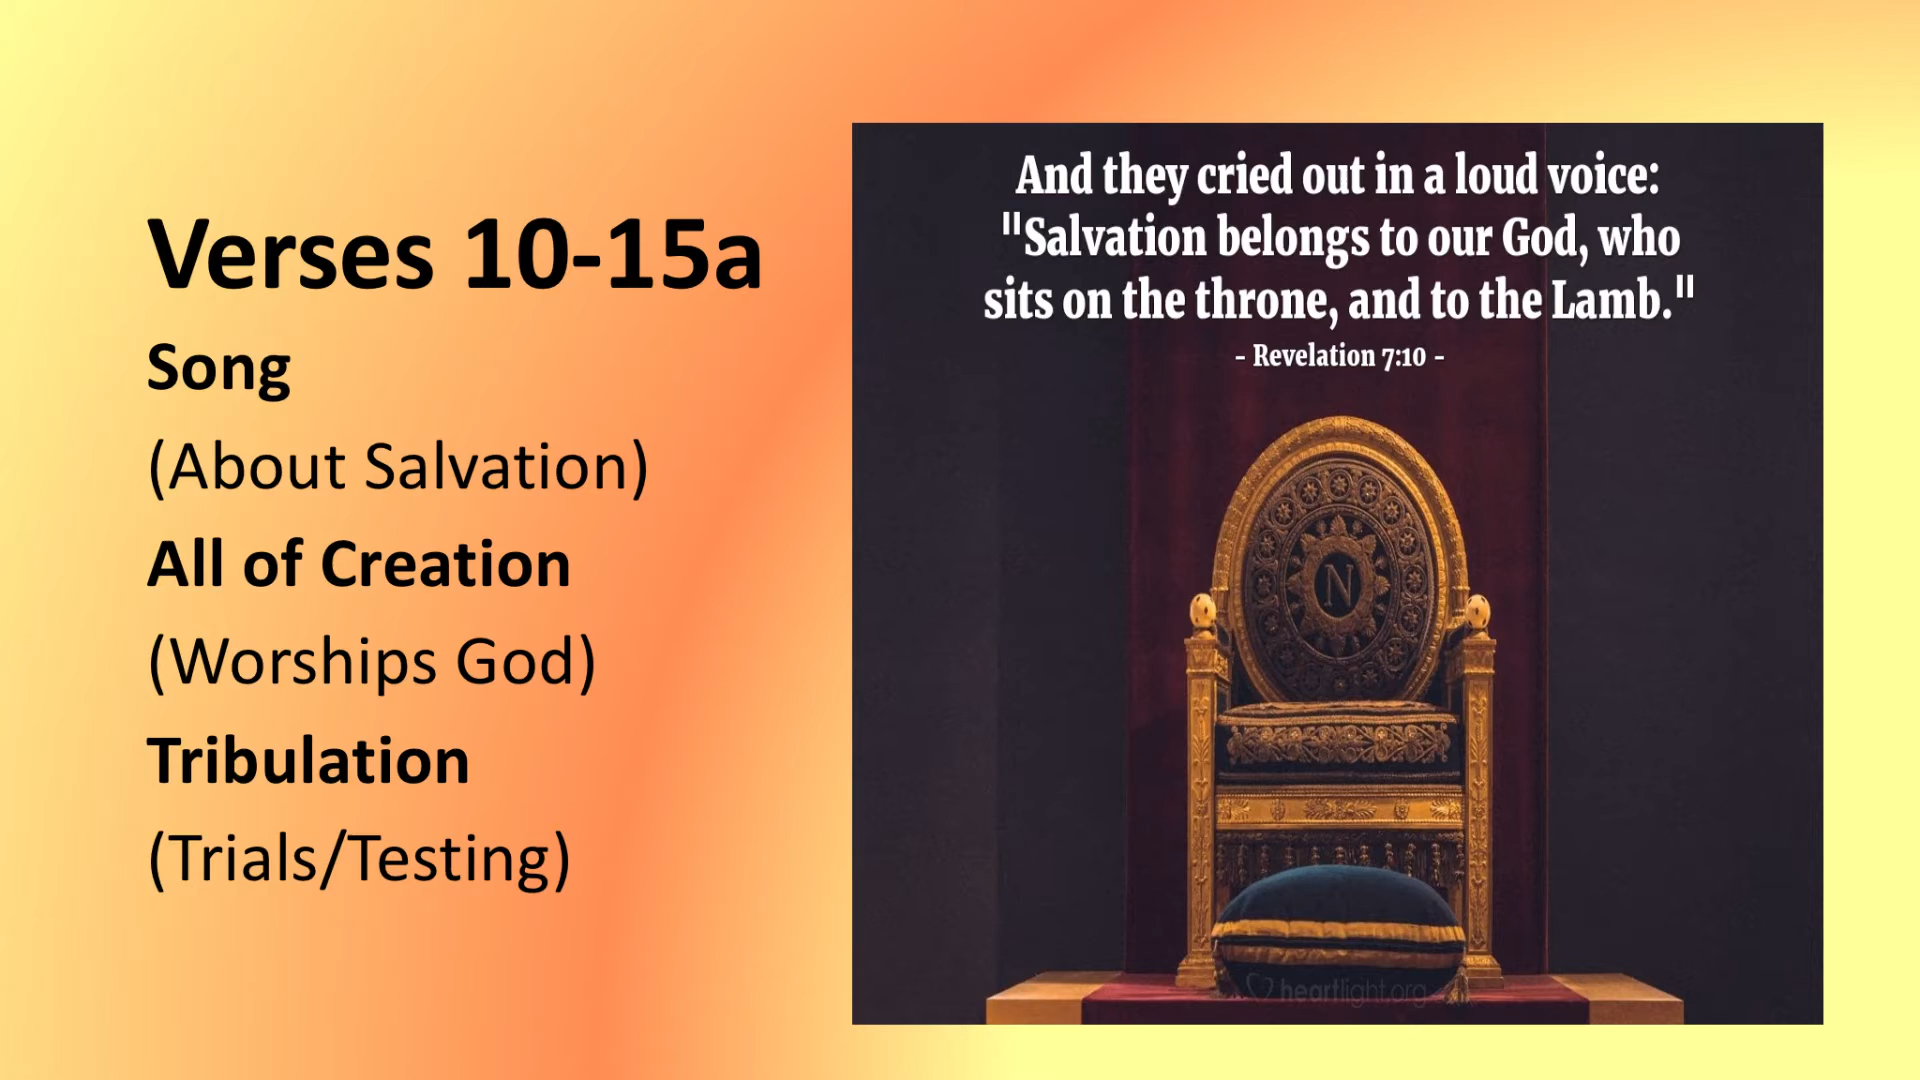 Verses 10-15a
Song
(About Salvation)
All of Creation
(Worships God)
Tribulation
(Trials/Testing)
And they cried out in a loud voice:
"Salvation belongs to our God, who
sits on the throne, and to the Lamb."
- Revelation 7:10 -
N
heartlight.org